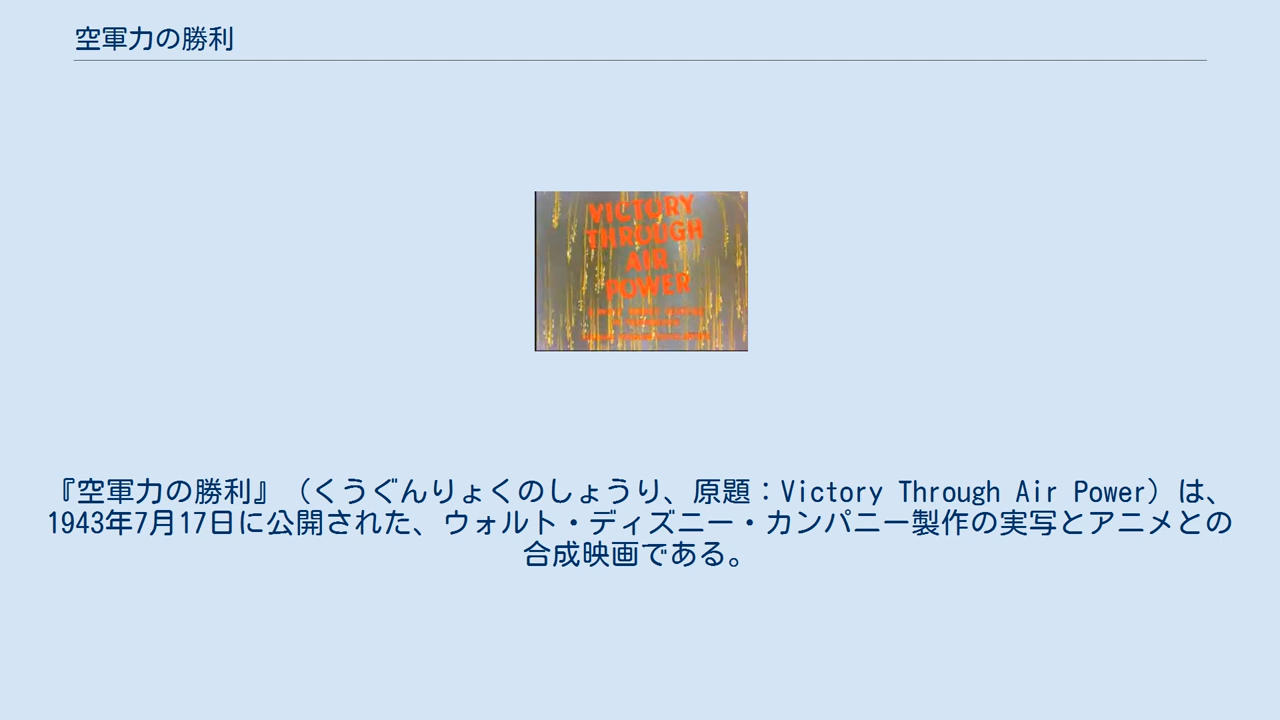 空軍力の勝利
VICTORY
THROUGH
AIR
POWER
『空軍力の勝利』（くうぐんりょくのしょうり、原題：Victory Through Air Power）は、
1943年7月17日に公開された、ウォルト・ディズニー・カンパニー製作の実写とアニメとの
合成映画である。